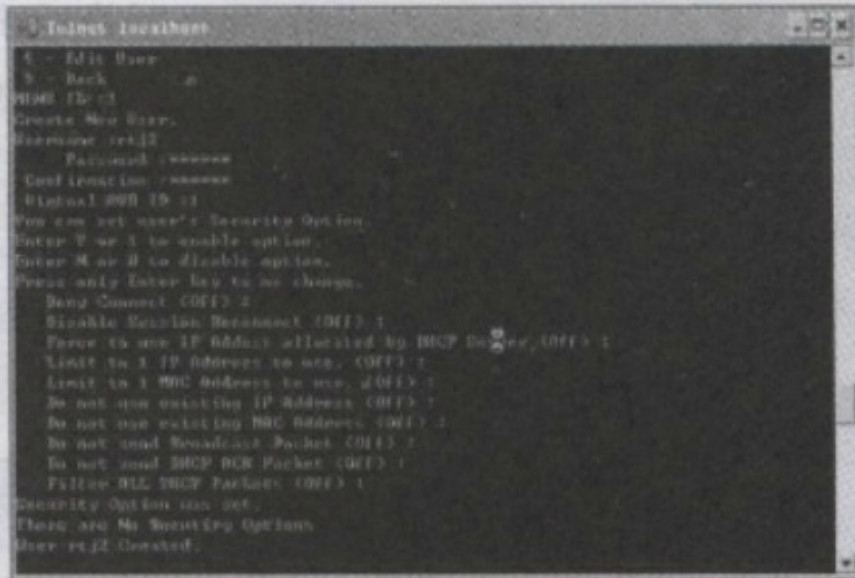 Telnet localhost
4 - Edit User
5 - Back
MENU ID :1
Create New User.
Username :rtj2
Password :******
Confirmation :******
Virtual HUB ID :1
You can set user's Security Option.
Enter Y or 1 to enable option.
Enter N or 0 to disable option.
Press only Enter key to no change.
Deny Connect (Off) :
Disable Session Reconnect (Off) :
Force to use IP Address allocated by DHCP Server.(Off) :
Limit to 1 IP Address to use. (Off) :
Limit to 1 MAC Address to use. (Off) :
Do not use existing IP Address (Off) :
Do not use existing MAC Address (Off) :
Do not send Broadcast Packet (Off) :
Do not send DHCP ACK Packet (Off) :
Filter ALL DHCP Packets (Off) :
Security Option was set.
There are No Security Options
User rtj2 Created.